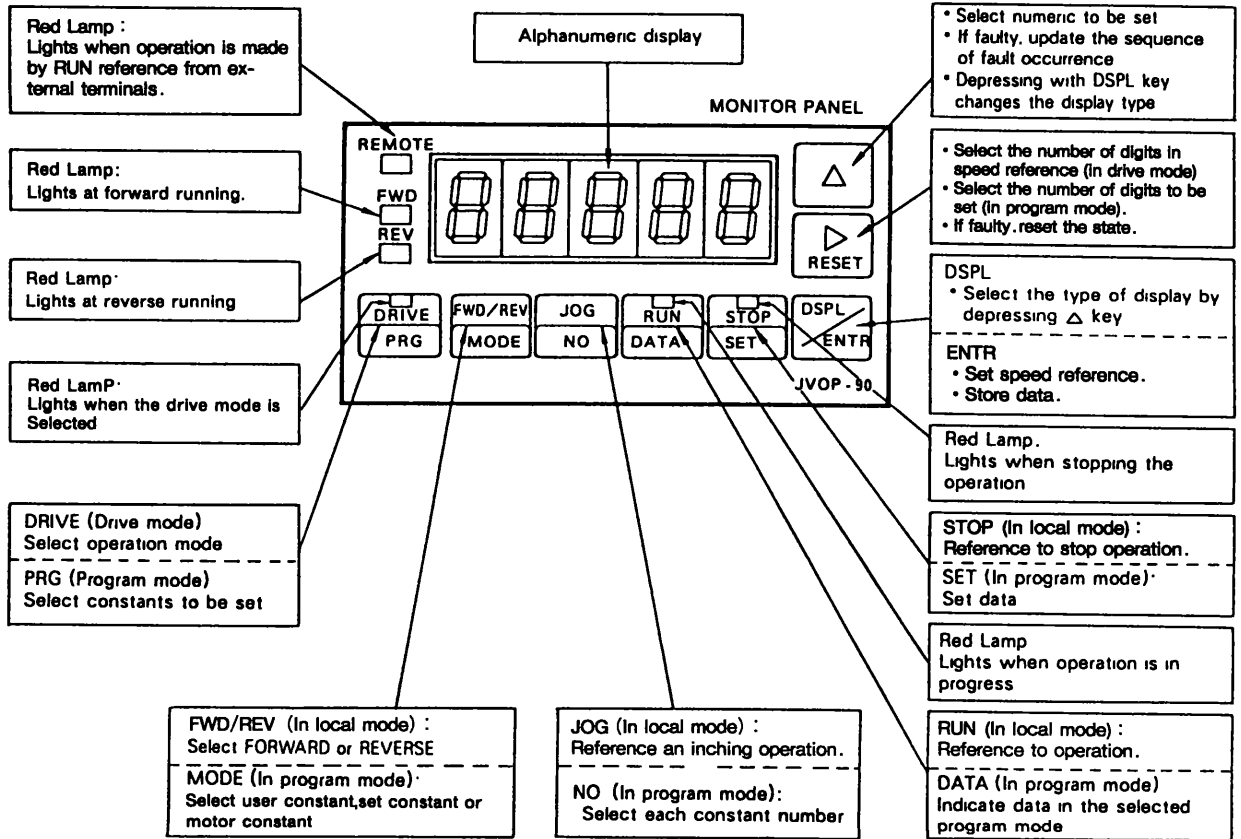 Red Lamp :
Lights when operation is made
by RUN reference from ex-
ternal terminals.
Red Lamp:
Lights at forward running.
Red Lamp·
Lights at reverse running
Red LamP·
Lights when the drive mode is
Selected
DRIVE (Drive mode)
Select operation mode
PRG (Program mode)
Select constants to be set
Alphanumeric display
MONITOR PANEL
REMOTE
FWD
REV
8 8 8 8 8
△
▷
RESET
DRIVE
PRG
FWD/REV
MODE
JOG
NO
RUN
DATA
STOP
SET
DSPL
ENTR
JVOP - 90
• Select numeric to be set
• If faulty. update the sequence
of fault occurrence
• Depressing with DSPL key
changes the display type
• Select the number of digits in
speed reference (in drive mode)
• Select the number of digits to be
set (In program mode).
• If faulty.reset the state.
DSPL
• Select the type of display by
depressing △ key
ENTR
• Set speed reference.
• Store data.
Red Lamp.
Lights when stopping the
operation
STOP (In local mode) :
Reference to stop operation.
SET (In program mode)·
Set data
Red Lamp
Lights when operation is in
progress
RUN (In local mode) :
Reference to operation.
DATA (In program mode)
Indicate data in the selected
program mode
FWD/REV (In local mode) :
Select FORWARD or REVERSE
MODE (In program mode)·
Select user constant,set constant or
motor constant
JOG (In local mode) :
Reference an inching operation.
NO (In program mode):
Select each constant number